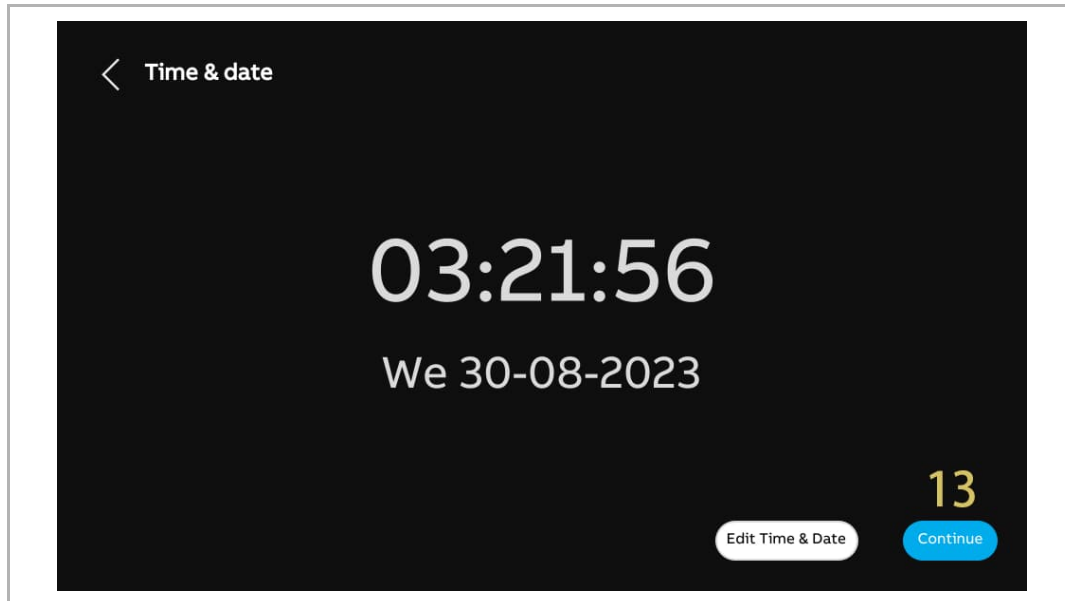 Time & date
03:21:56
We 30-08-2023
13
Edit Time & Date
Continue